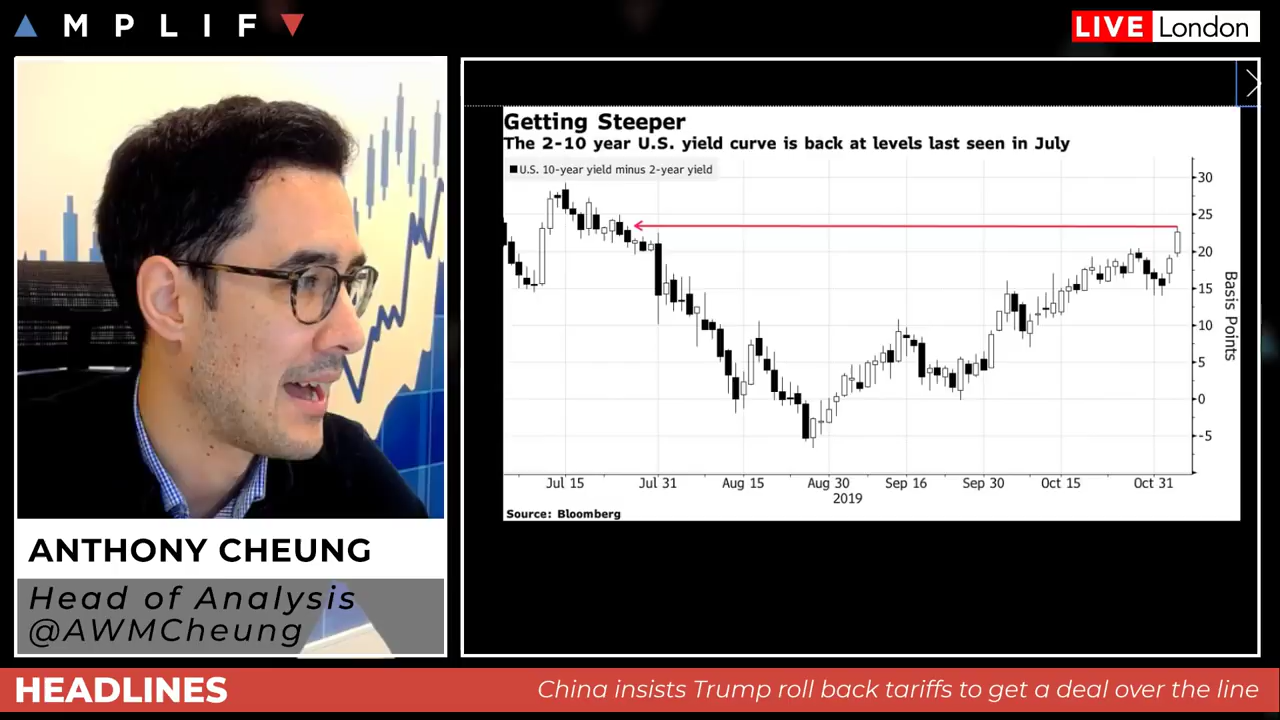 MPLIF
LIVE London
Getting Steeper
The 2-10 year U.S. yield curve is back at levels last seen in July
U.S. 10-year yield minus 2-year yield
30
25
20
15
10
5
0
-5
Basis Points
Jul 15 Jul 31 Aug 15 Aug 30 Sep 16 Sep 30 Oct 15 Oct 31
2019
Source: Bloomberg
ANTHONY CHEUNG
Head of Analysis
@AWMCheung
HEADLINES China insists Trump roll back tariffs to get a deal over the line